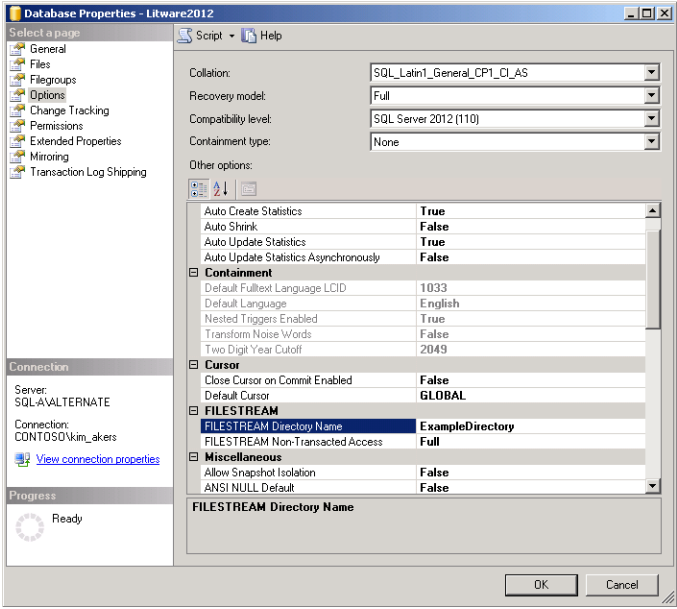 Database Properties - Litware2012
Select a page
General
Files
Filegroups
Options
Change Tracking
Permissions
Extended Properties
Mirroring
Transaction Log Shipping
Connection
Server:
SQL-A\ALTERNATE
Connection:
CONTOSO\kim_akers
View connection properties
Progress
Ready
Script Help
Collation: SQL_Latin1_General_CP1_CI_AS
Recovery model: Full
Compatibility level: SQL Server 2012 (110)
Containment type: None
Other options:
Auto Create Statistics True
Auto Shrink False
Auto Update Statistics True
Auto Update Statistics Asynchronously False
Containment
Default Fulltext Language LCID 1033
Default Language English
Nested Triggers Enabled True
Transform Noise Words False
Two Digit Year Cutoff 2049
Cursor
Close Cursor on Commit Enabled False
Default Cursor GLOBAL
FILESTREAM
FILESTREAM Directory Name ExampleDirectory
FILESTREAM Non-Transacted Access Full
Miscellaneous
Allow Snapshot Isolation False
ANSI NULL Default False
FILESTREAM Directory Name
OK Cancel